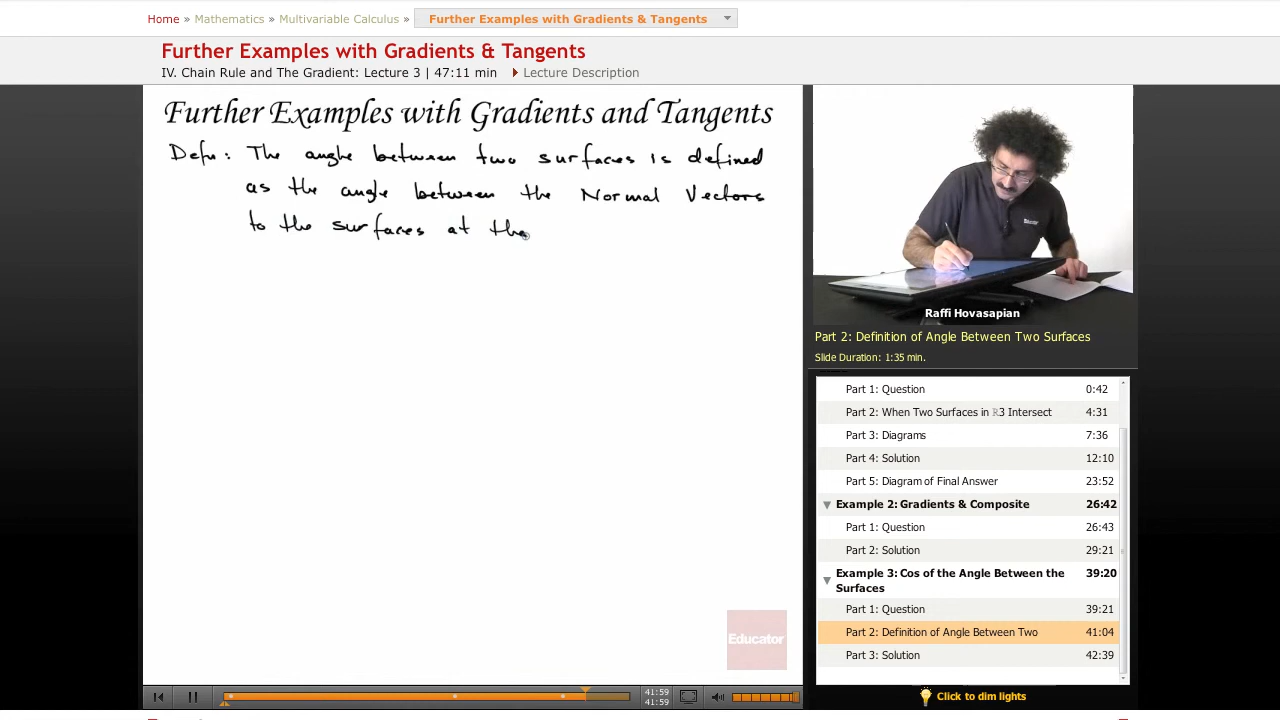 Home » Mathematics » Multivariable Calculus » Further Examples with Gradients & Tangents
Further Examples with Gradients & Tangents
IV. Chain Rule and The Gradient: Lecture 3 | 47:11 min Lecture Description
Further Examples with Gradients and Tangents
Defn: The angle between two surfaces is defined
as the angle between the Normal Vectors
to the surfaces at the
Educator
Raffi Hovasapian
Part 2: Definition of Angle Between Two Surfaces
Slide Duration: 1:35 min.
Part 1: Question 0:42
Part 2: When Two Surfaces in ℝ3 Intersect 4:31
Part 3: Diagrams 7:36
Part 4: Solution 12:10
Part 5: Diagram of Final Answer 23:52
Example 2: Gradients & Composite 26:42
Part 1: Question 26:43
Part 2: Solution 29:21
Example 3: Cos of the Angle Between the 39:20
Surfaces
Part 1: Question 39:21
Part 2: Definition of Angle Between Two 41:04
Part 3: Solution 42:39
41:59
41:59
Click to dim lights